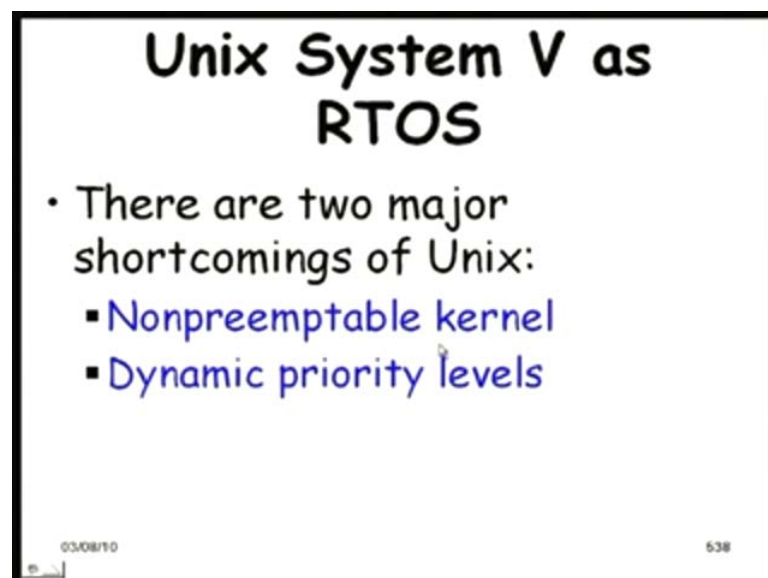 Unix System V as
RTOS
• There are two major
shortcomings of Unix:
▪ Nonpreemptable kernel
▪ Dynamic priority levels
03/08/10
538